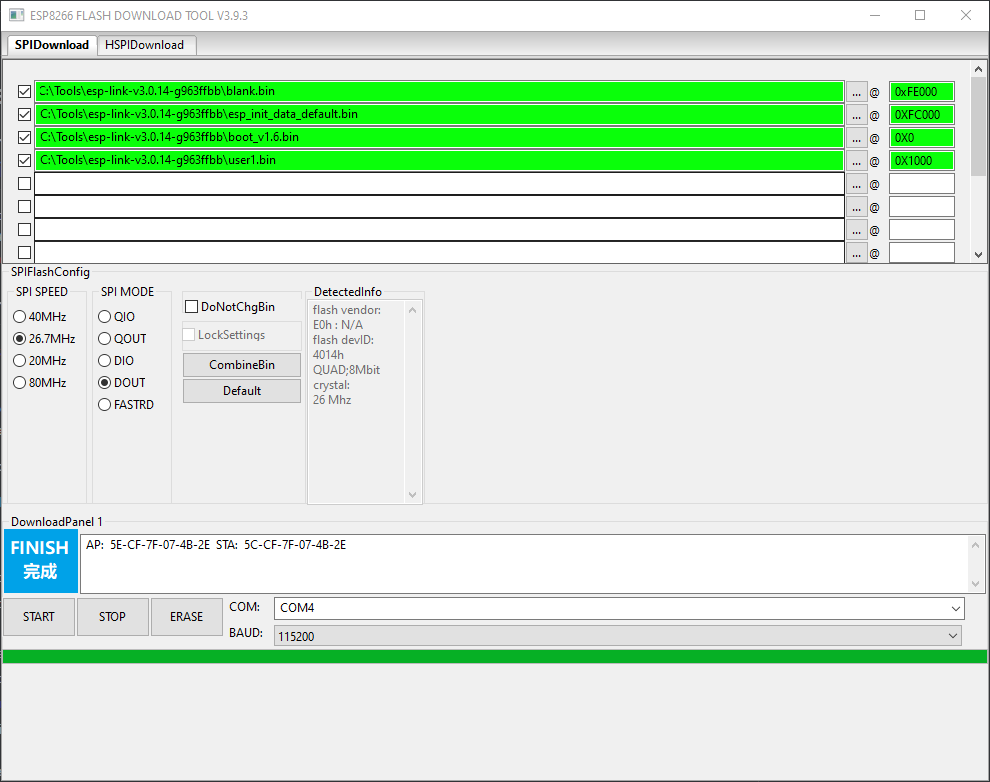 ESP8266 FLASH DOWNLOAD TOOL V3.9.3
SPIDownload HSPIDownload
C:\Tools\esp-link-v3.0.14-g963ffbb\blank.bin ... @ 0xFE000
C:\Tools\esp-link-v3.0.14-g963ffbb\esp_init_data_default.bin ... @ 0XFC000
C:\Tools\esp-link-v3.0.14-g963ffbb\boot_v1.6.bin ... @ 0X0
C:\Tools\esp-link-v3.0.14-g963ffbb\user1.bin ... @ 0X1000
... @
... @
... @
... @
SPIFlashConfig
SPI SPEED
40MHz
26.7MHz
20MHz
80MHz
SPI MODE
QIO
QOUT
DIO
DOUT
FASTRD
DoNotChgBin
LockSettings
CombineBin
Default
DetectedInfo
flash vendor:
E0h : N/A
flash devID:
4014h
QUAD;8Mbit
crystal:
26 Mhz
DownloadPanel 1
FINISH
完成
AP: 5E-CF-7F-07-4B-2E STA: 5C-CF-7F-07-4B-2E
START STOP ERASE
COM: COM4
BAUD: 115200